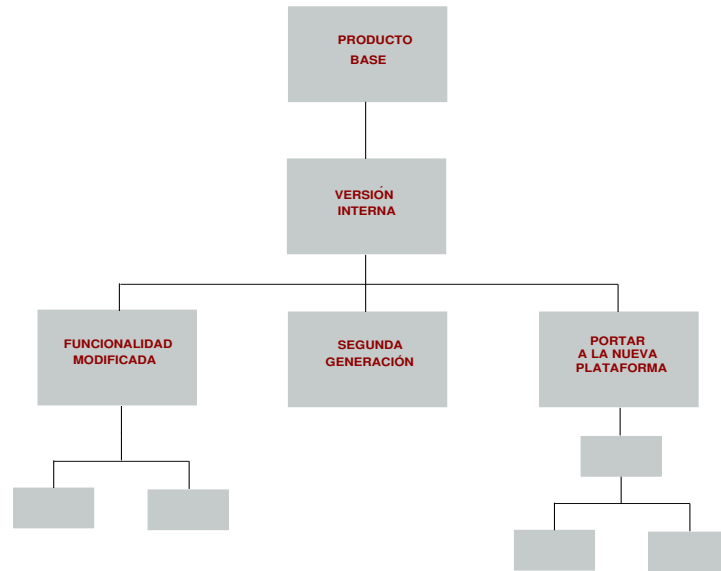 PRODUCTO
BASE
VERSIÓN
INTERNA
FUNCIONALIDAD
MODIFICADA
SEGUNDA
GENERACIÓN
PORTAR
A LA NUEVA
PLATAFORMA